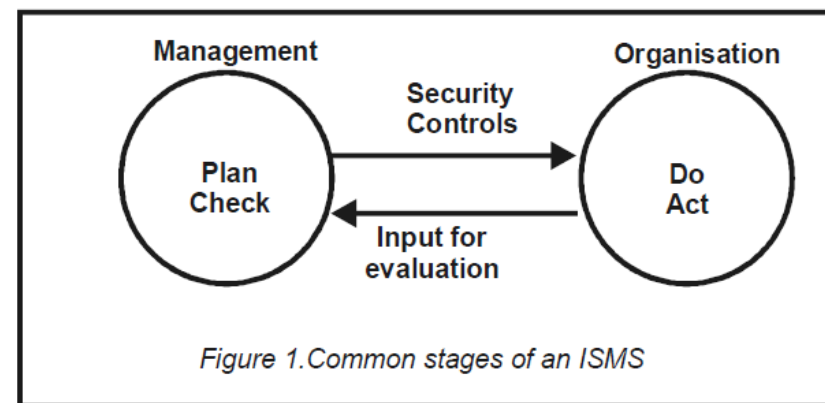 Management
Organisation
Security
Controls
Plan
Check
Do
Act
Input for
evaluation
Figure 1.Common stages of an ISMS